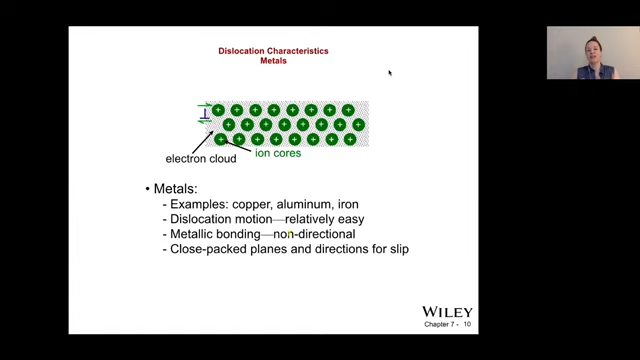 Dislocation Characteristics
Metals
+ + + + + + + +
+ + + + + + + +
+ + + + + + + +
electron cloud
ion cores
• Metals:
- Examples: copper, aluminum, iron
- Dislocation motion—relatively easy
- Metallic bonding—non-directional
- Close-packed planes and directions for slip
WILEY
Chapter 7 - 10